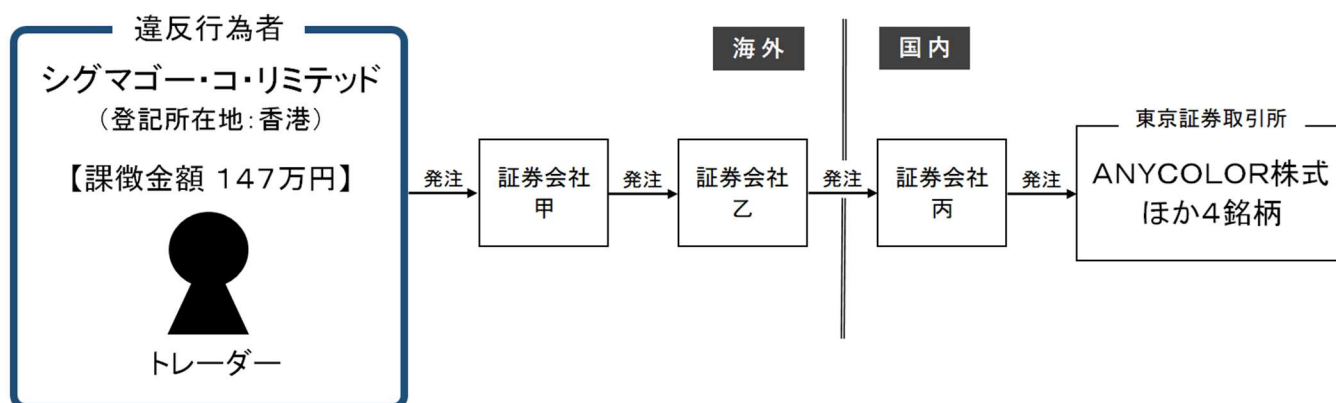 違反行為者
シグマゴー・コ・リミテッド
（登記所在地：香港）
【課徴金額 147万円】
トレーダー
海外
国内
発注
証券会社
甲
発注
証券会社
乙
発注
証券会社
丙
発注
東京証券取引所
ANYCOLOR株式
ほか4銘柄